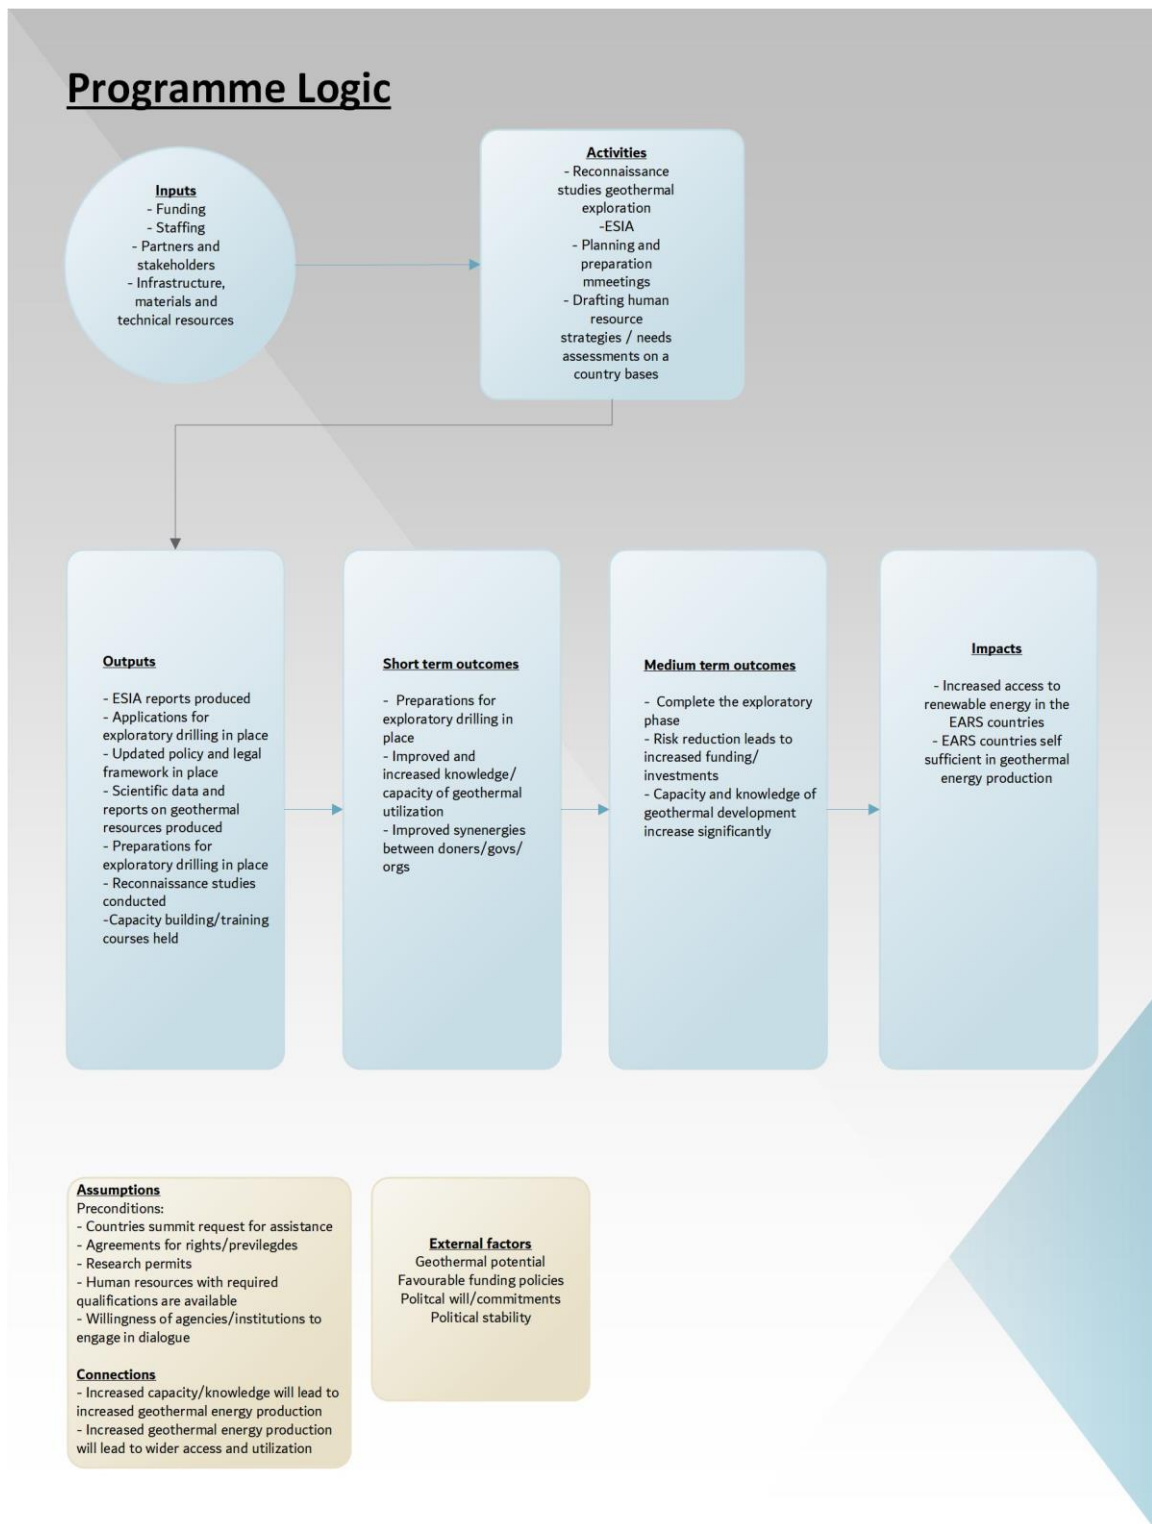 Programme Logic
Inputs
- Funding
- Staffing
- Partners and
stakeholders
- Infrastructure,
materials and
technical resources
Activities
- Reconnaissance
studies geothermal
exploration
-ESIA
- Planning and
preparation
mmeetings
- Drafting human
resource
strategies / needs
assessments on a
country bases
Outputs
- ESIA reports produced
- Applications for
exploratory drilling in place
- Updated policy and legal
framework in place
- Scientific data and
reports on geothermal
resources produced
- Preparations for
exploratory drilling in place
- Reconnaissance studies
conducted
-Capacity building/training
courses held
Short term outcomes
- Preparations for
exploratory drilling in
place
- Improved and
increased knowledge/
capacity of geothermal
utilization
- Improved synenergies
between doners/govs/
orgs
Medium term outcomes
- Complete the exploratory
phase
- Risk reduction leads to
increased funding/
investments
- Capacity and knowledge of
geothermal development
increase significantly
Impacts
- Increased access to
renewable energy in the
EARS countries
- EARS countries self
sufficient in geothermal
energy production
Assumptions
Preconditions:
- Countries summit request for assistance
- Agreements for rights/previlegdes
- Research permits
- Human resources with required
qualifications are available
- Willingness of agencies/institutions to
engage in dialogue
Connections
- Increased capacity/knowledge will lead to
increased geothermal energy production
- Increased geothermal energy production
will lead to wider access and utilization
External factors
Geothermal potential
Favourable funding policies
Politcal will/commitments
Political stability